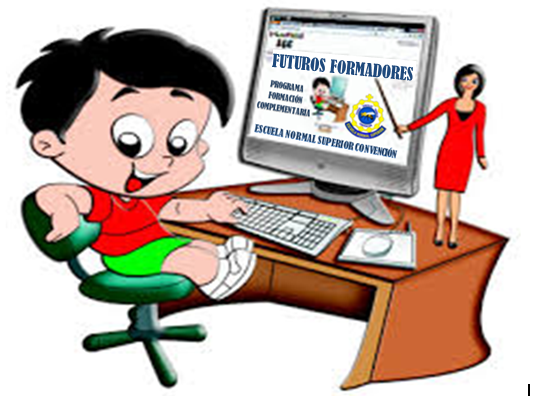 FUTUROS FORMADORES
PROGRAMA
FORMACIÓN
COMPLEMENTARIA
ESCUELA NORMAL SUPERIOR CONVENCIÓN